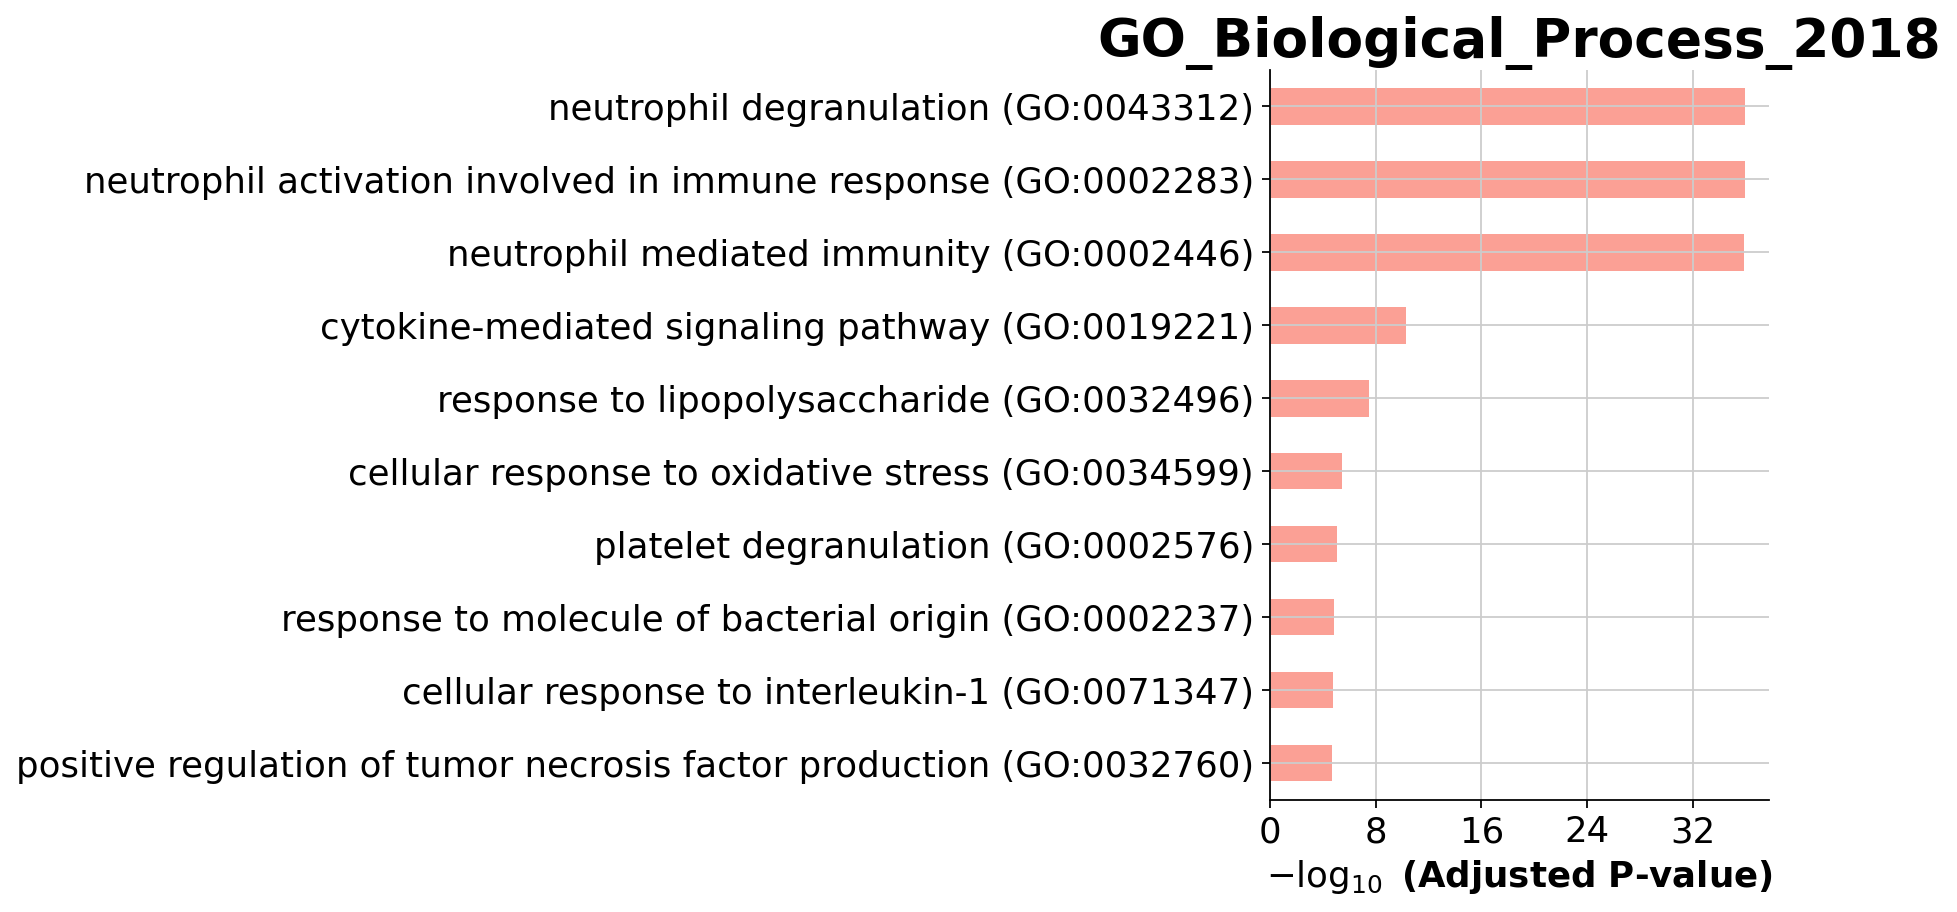 GO_Biological_Process_2018
neutrophil degranulation (GO:0043312)
neutrophil activation involved in immune response (GO:0002283)
neutrophil mediated immunity (GO:0002446)
cytokine-mediated signaling pathway (GO:0019221)
response to lipopolysaccharide (GO:0032496)
cellular response to oxidative stress (GO:0034599)
platelet degranulation (GO:0002576)
response to molecule of bacterial origin (GO:0002237)
cellular response to interleukin-1 (GO:0071347)
positive regulation of tumor necrosis factor production (GO:0032760)
0 8 16 24 32
−log₁₀ (Adjusted P-value)